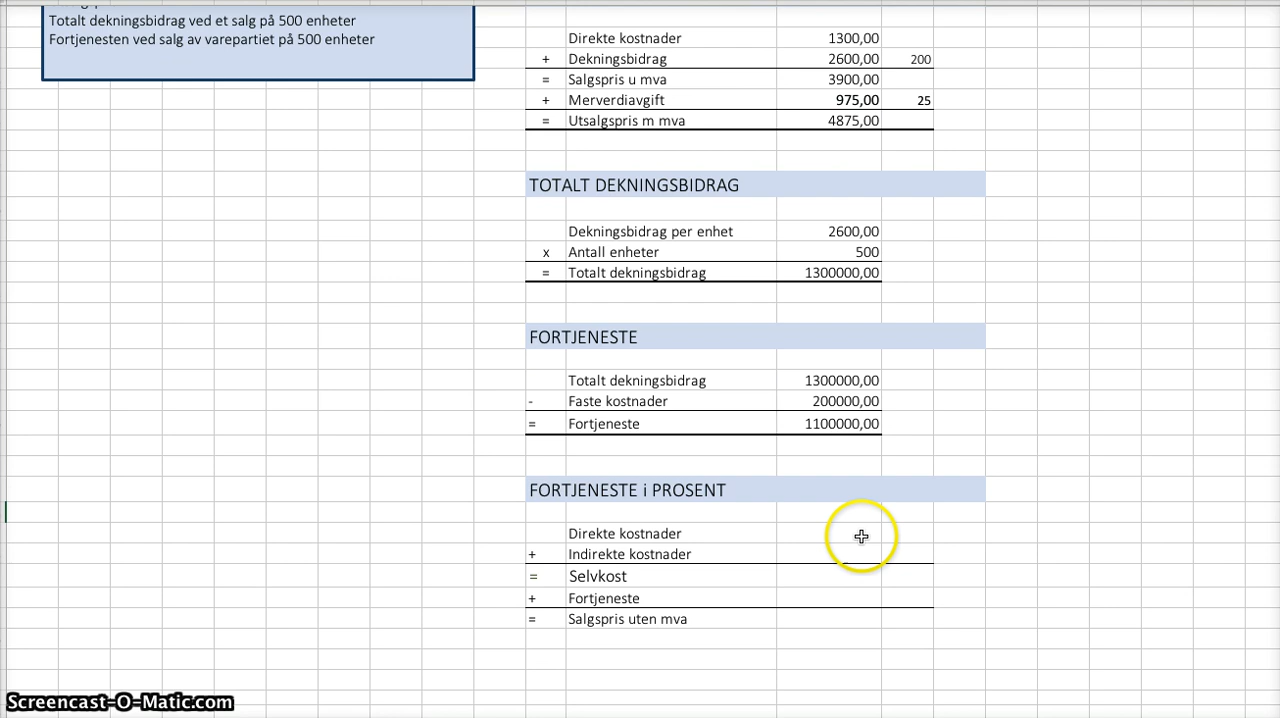 Totalt dekningsbidrag ved et salg på 500 enheter
Fortjenesten ved salg av varepartiet på 500 enheter
Direkte kostnader 1300,00
+ Dekningsbidrag 2600,00 200
= Salgspris u mva 3900,00
+ Merverdiavgift 975,00 25
= Utsalgspris m mva 4875,00
TOTALT DEKNINGSBIDRAG
Dekningsbidrag per enhet 2600,00
x Antall enheter 500
= Totalt dekningsbidrag 1300000,00
FORTJENESTE
Totalt dekningsbidrag 1300000,00
- Faste kostnader 200000,00
= Fortjeneste 1100000,00
FORTJENESTE i PROSENT
Direkte kostnader
+ Indirekte kostnader
= Selvkost
+ Fortjeneste
= Salgspris uten mva
Screencast-O-Matic.com